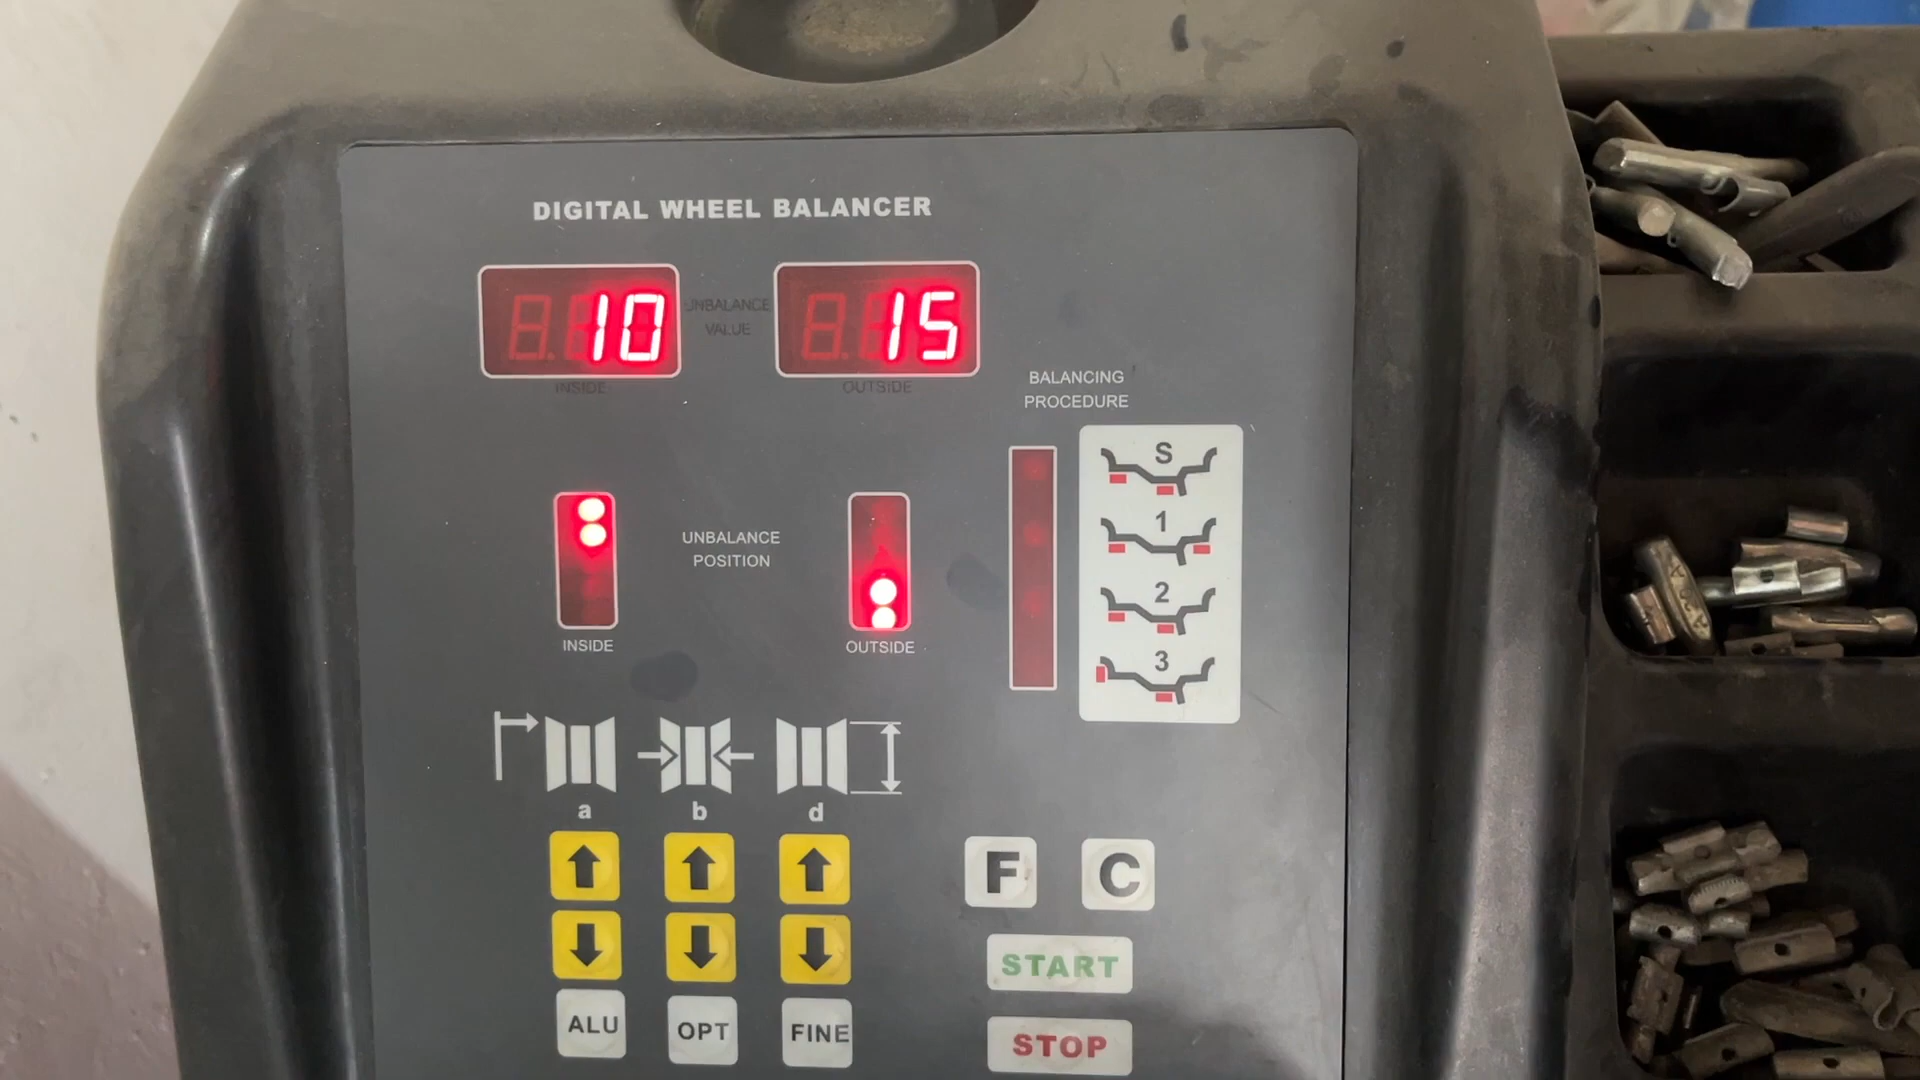 DIGITAL WHEEL BALANCER
10
UNBALANCE
VALUE
15
INSIDE
OUTSIDE
BALANCING
PROCEDURE
S
1
2
3
UNBALANCE
POSITION
INSIDE
OUTSIDE
a
b
d
F
C
START
ALU
OPT
FINE
STOP